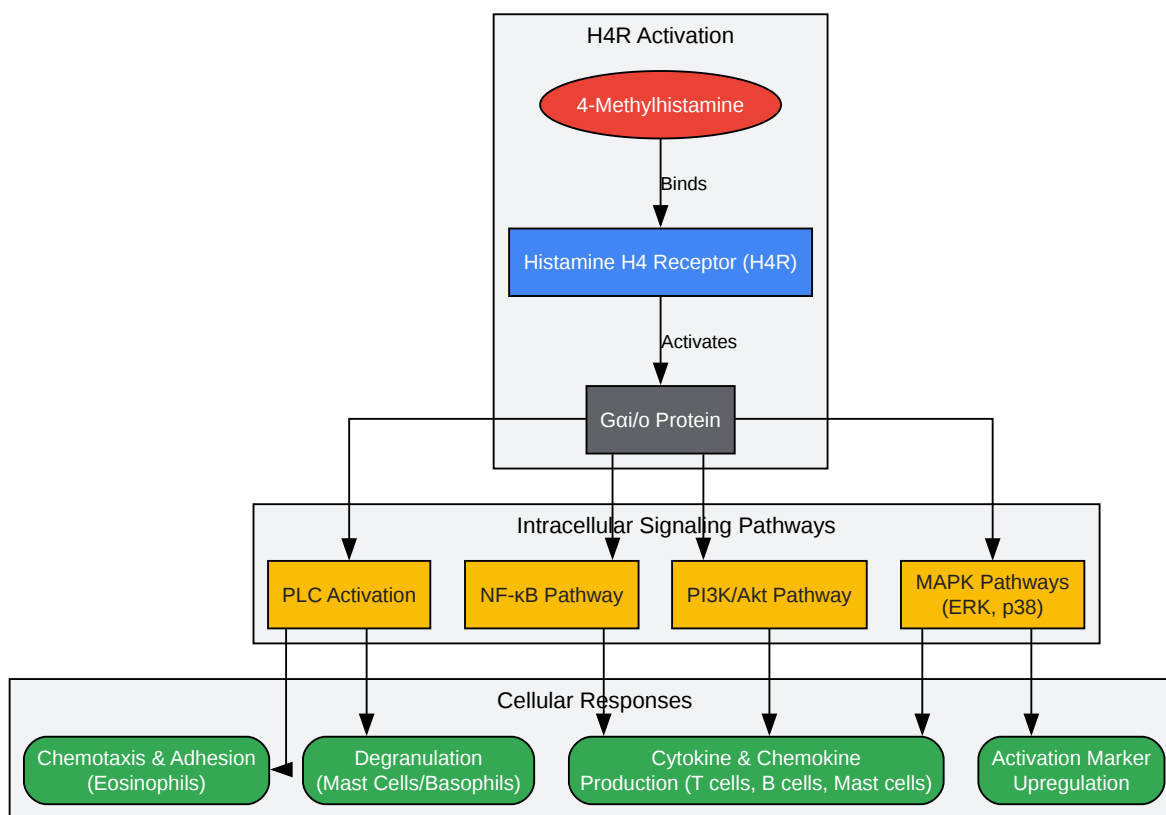 H4R Activation
4-Methylhistamine
Binds
Histamine H4 Receptor (H4R)
Activates
Gαi/o Protein
Intracellular Signaling Pathways
PLC Activation
NF-κB Pathway
PI3K/Akt Pathway
MAPK Pathways
(ERK, p38)
Cellular Responses
Chemotaxis & Adhesion
(Eosinophils)
Degranulation
(Mast Cells/Basophils)
Cytokine & Chemokine
Production (T cells, B cells, Mast cells)
Activation Marker
Upregulation